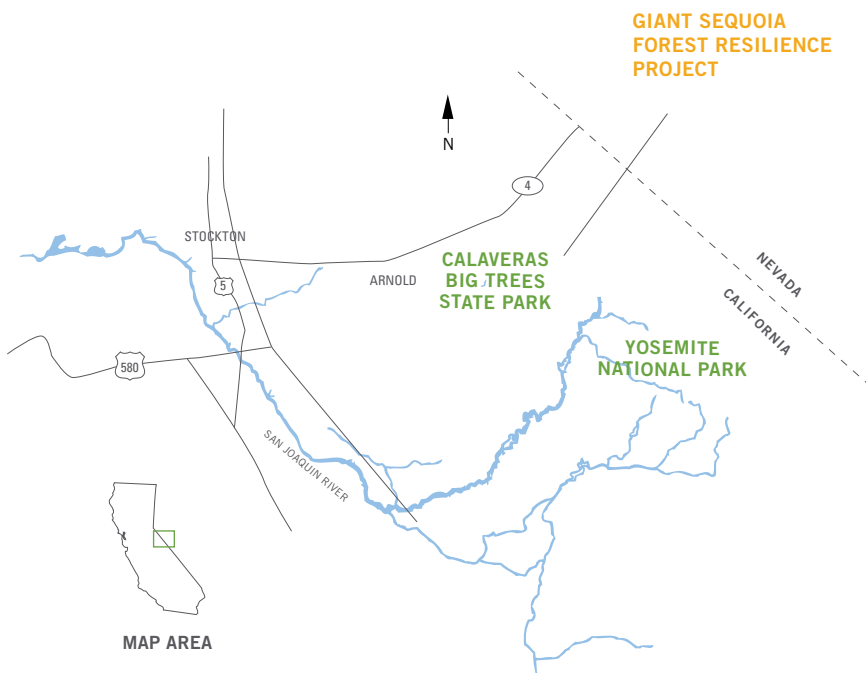 GIANT SEQUOIA
FOREST RESILIENCE
PROJECT
N
4
STOCKTON
CALAVERAS
BIG TREES
STATE PARK
ARNOLD
5
NEVADA
CALIFORNIA
YOSEMITE
NATIONAL PARK
580
SAN JOAQUIN RIVER
MAP AREA